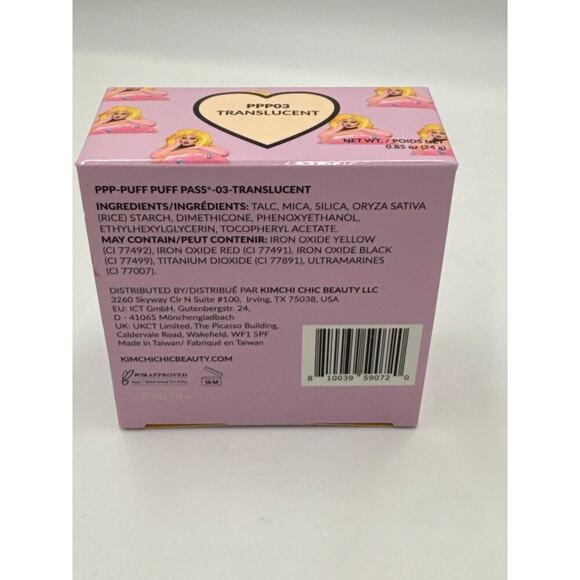 PPP03
TRANSLUCENT
NET WT. / POIDS NET
0.85 oz (24 g)
PPP-PUFF PUFF PASS®-03-TRANSLUCENT
INGREDIENTS/INGRÉDIENTS: TALC, MICA, SILICA, ORYZA SATIVA
(RICE) STARCH, DIMETHICONE, PHENOXYETHANOL,
ETHYLHEXYLGLYCERIN, TOCOPHERYL ACETATE.
MAY CONTAIN/PEUT CONTENIR: IRON OXIDE YELLOW
(CI 77492), IRON OXIDE RED (CI 77491), IRON OXIDE BLACK
(CI 77499), TITANIUM DIOXIDE (CI 77891), ULTRAMARINES
(CI 77007).
DISTRIBUTED BY/DISTRIBUÉ PAR KIMCHI CHIC BEAUTY LLC
3260 Skyway Cir N Suite #100, Irving, TX 75038, USA
EU: ICT GmbH, Gutenbergstr. 24,
D - 41065 Mönchengladbach
UK: UKCT Limited, The Picasso Building,
Caldervale Road, Wakefield, WF1 5PF
Made in Taiwan/ Fabriqué en Taiwan
KIMCHICHICBEAUTY.COM
PETA APPROVED
18 M
8 10039 59072 0